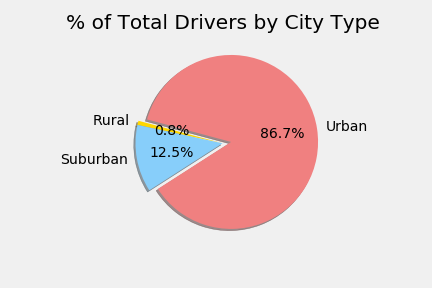 % of Total Drivers by City Type
Rural
0.8%
Suburban
12.5%
86.7%
Urban